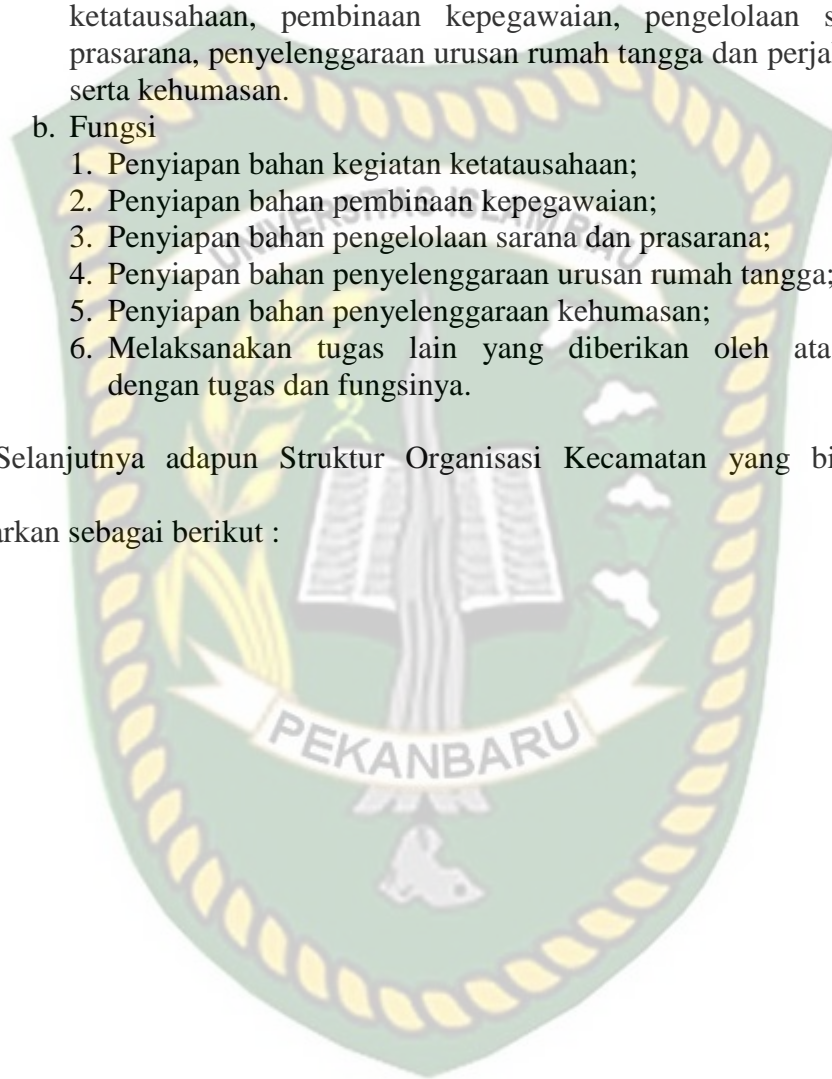 ketatausahaan, pembinaan kepegawaian, pengelolaan s
prasarana, penyelenggaraan urusan rumah tangga dan perja
serta kehumasan.
b. Fungsi
1. Penyiapan bahan kegiatan ketatausahaan;
2. Penyiapan bahan pembinaan kepegawaian;
3. Penyiapan bahan pengelolaan sarana dan prasarana;
4. Penyiapan bahan penyelenggaraan urusan rumah tangga;
5. Penyiapan bahan penyelenggaraan kehumasan;
6. Melaksanakan tugas lain yang diberikan oleh ata
dengan tugas dan fungsinya.
Selanjutnya adapun Struktur Organisasi Kecamatan yang bi
arkan sebagai berikut :
UNIVERSITAS ISLAM RIAU
PEKANBARU